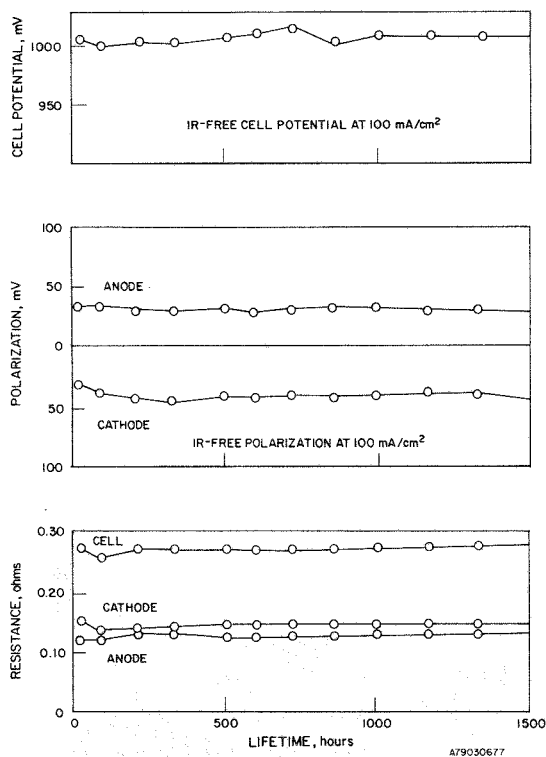 CELL POTENTIAL, mV
1000
950
IR-FREE CELL POTENTIAL AT 100 mA/cm²
POLARIZATION, mV
100
50
0
50
100
ANODE
CATHODE
IR-FREE POLARIZATION AT 100 mA/cm²
RESISTANCE, ohms
0.30
0.20
0.10
0
CELL
CATHODE
ANODE
0 500 1000 1500
LIFETIME, hours
A79030677